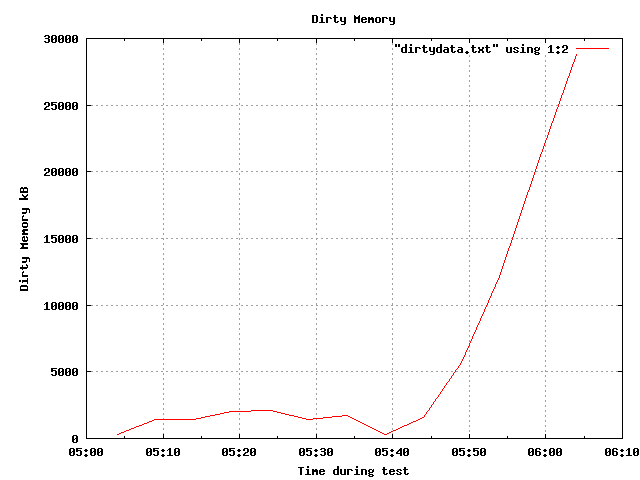 Dirty Memory
"dirtydata.txt" using 1:2
30000
25000
20000
15000
10000
5000
0
Dirty Memory kB
05:00 05:10 05:20 05:30 05:40 05:50 06:00 06:10
Time during test